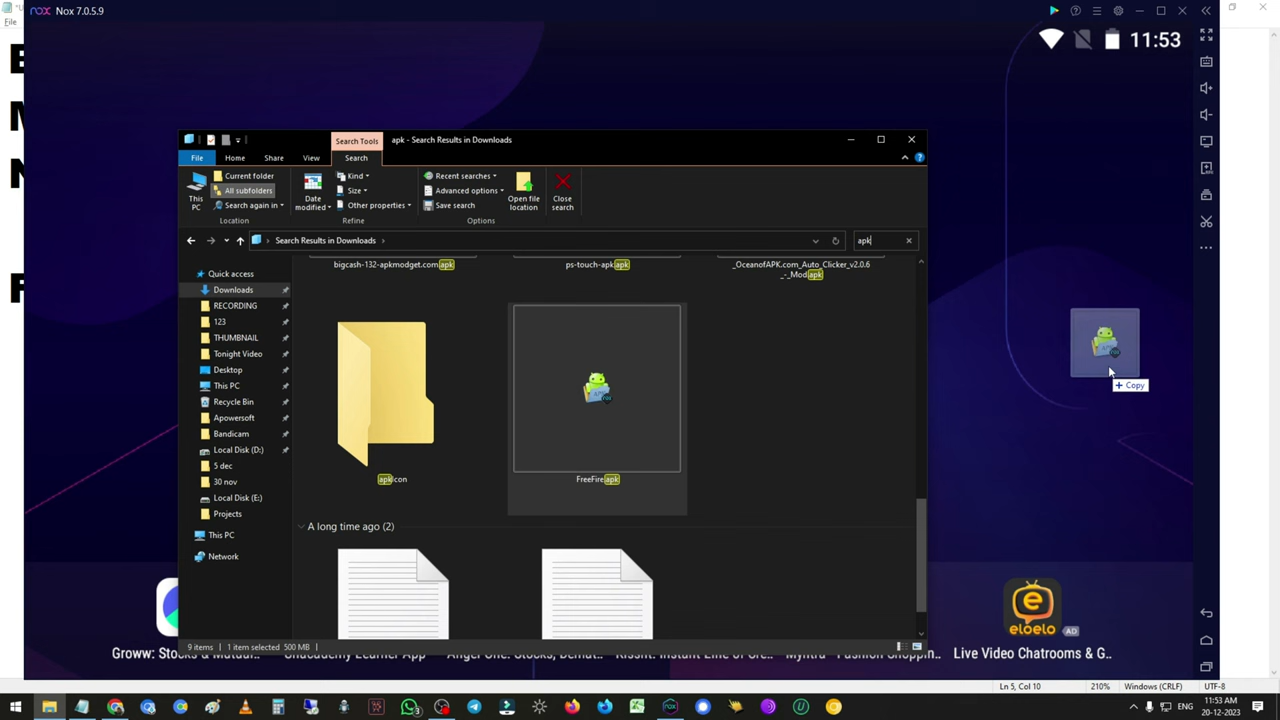 nox Nox 7.0.5.9
File
11:53
Search Tools
apk - Search Results in Downloads
File Home Share View Search
This PC
Current folder
All subfolders
Search again in
Location
Date modified
Kind
Size
Other properties
Refine
Recent searches
Advanced options
Save search
Open file location
Close search
Options
Search Results in Downloads
apk
Quick access
Downloads
RECORDING
123
THUMBNAIL
Tonight Video
Desktop
This PC
Recycle Bin
Apowersoft
Bandicam
Local Disk (D:)
5 dec
30 nov
Local Disk (E:)
Projects
This PC
Network
bigcash-132-apkmodget.com.apk
ps-touch-apk.apk
_OceanofAPK.com_Auto_Clicker_v2.0.6
_-_Mod.apk
apk icon
FreeFire.apk
A long time ago (2)
9 items 1 item selected 500 MB
+ Copy
eloelo
AD
Groww: Stocks & Mutual..
Unacademy Learner App
Angel One: Stocks, Demat..
Kissht: Instant Line of Cre..
Myntra - Fashion Shoppin..
Live Video Chatrooms & G..
Ln 5, Col 10 210% Windows (CRLF) UTF-8
11:53 AM
20-12-2023